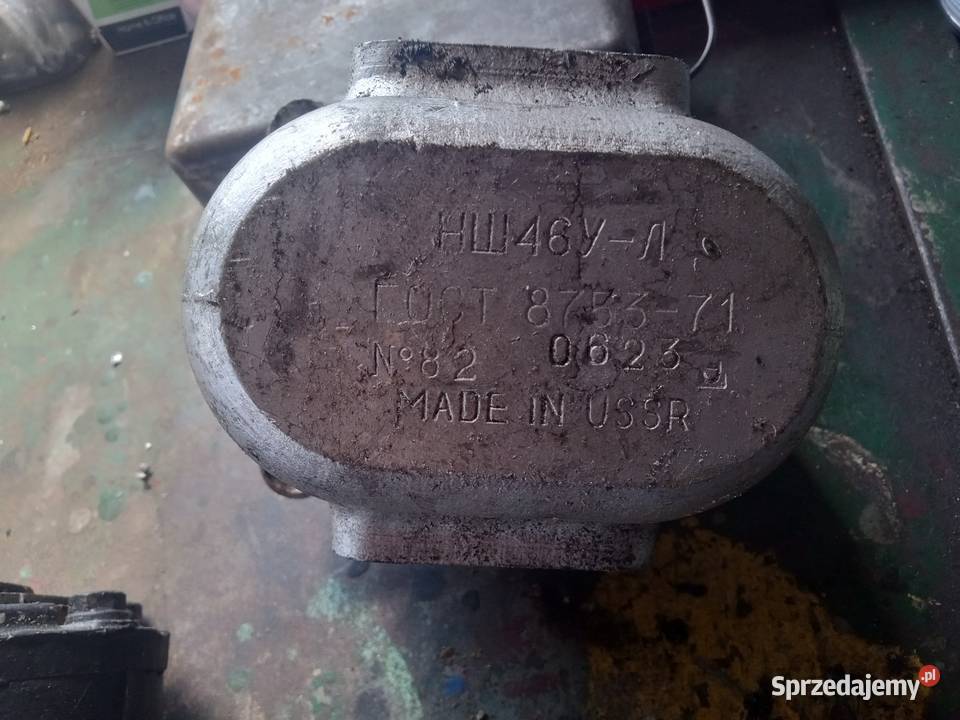 НШ46У-Л
ГОСТ 8753-71
№82 0623
MADE IN USSR
Sprzedajemy.pl